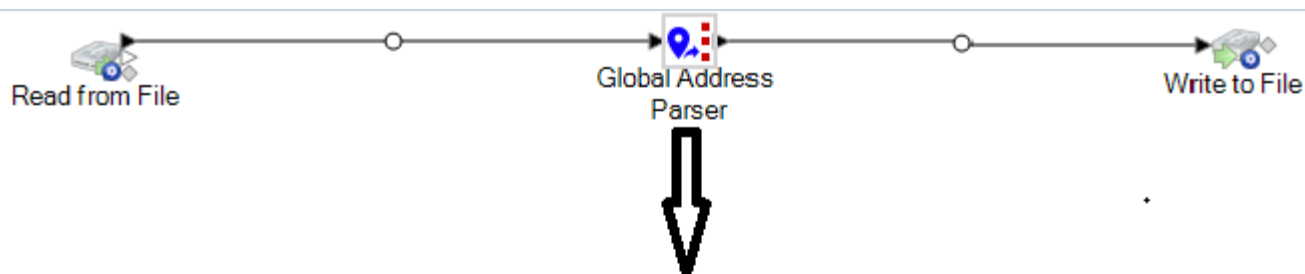 Read from File
Global Address
Parser
Write to File